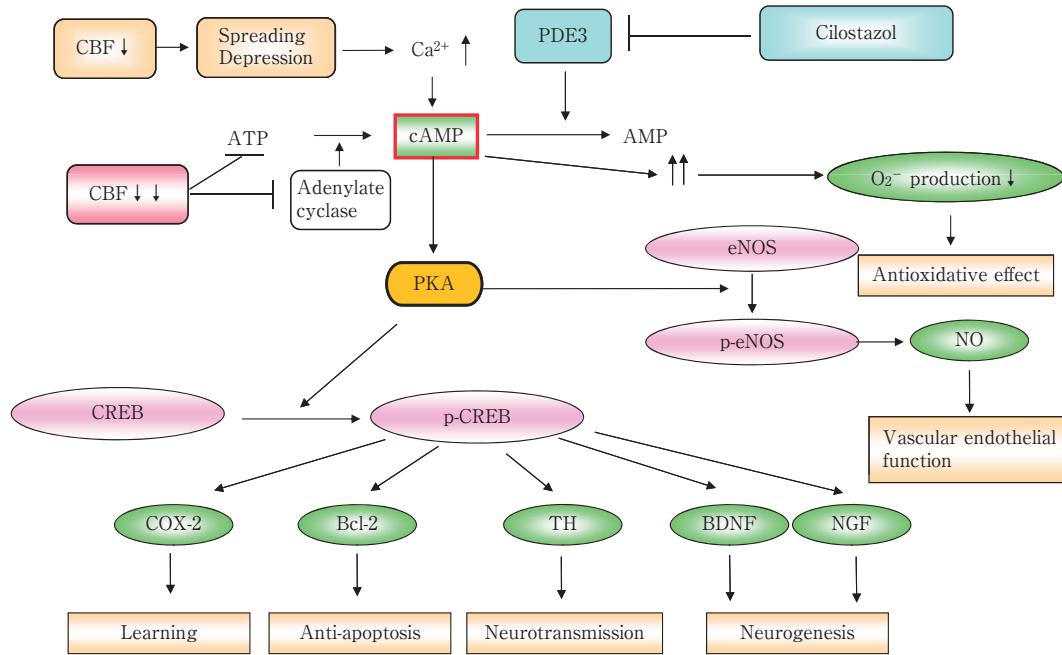 CBF ↓
Spreading
Depression
Ca²⁺ ↑
PDE3
Cilostazol
ATP
cAMP
AMP
↑↑
O₂⁻ production ↓
CBF ↓ ↓
Adenylate
cyclase
eNOS
Antioxidative effect
PKA
p-eNOS
NO
CREB
p-CREB
Vascular endothelial
function
COX-2
Bcl-2
TH
BDNF
NGF
Learning
Anti-apoptosis
Neurotransmission
Neurogenesis